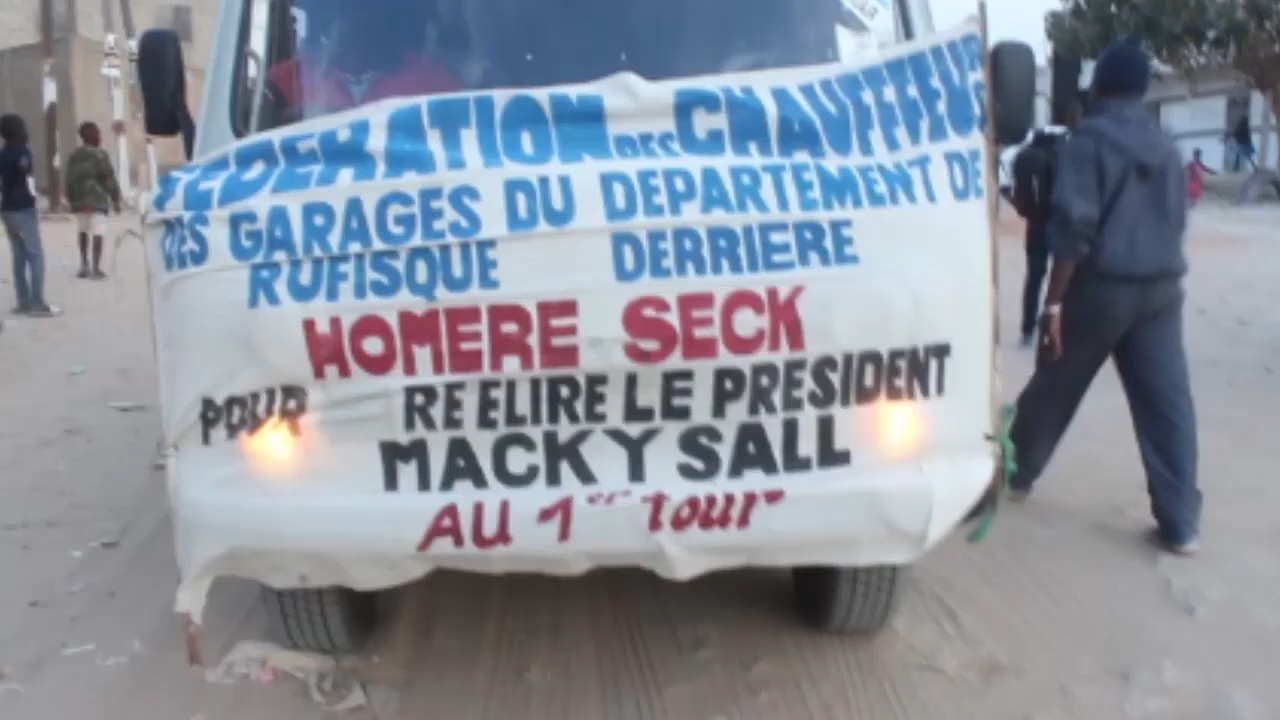 FEDERATION DES CHAUFFFEUR
DES GARAGES DU DEPARTEMENT DE
RUFISQUE DERRIERE
HOMERE SECK
POUR RE ELIRE LE PRESIDENT
MACKY SALL
AU 1er Tour